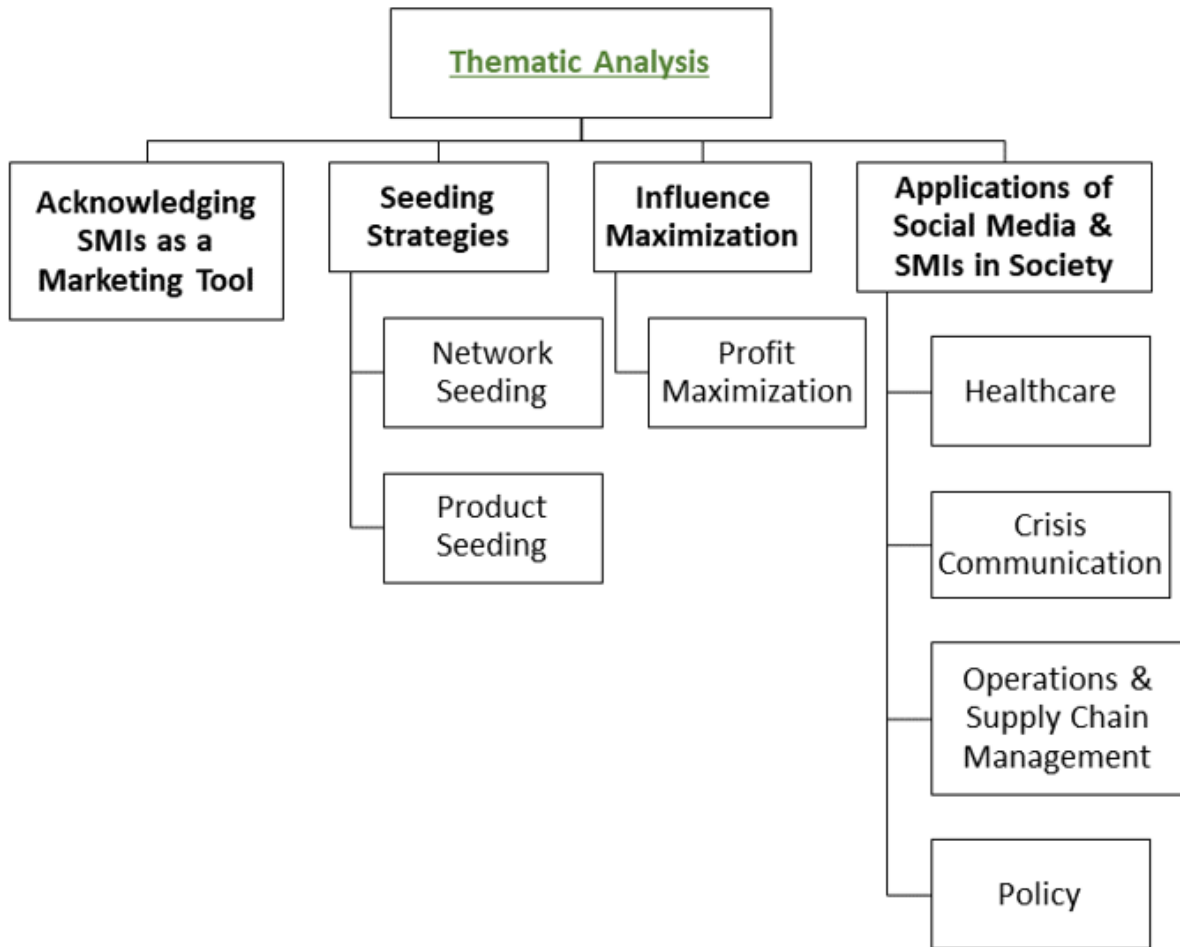 Thematic Analysis
Acknowledging
SMIs as a
Marketing Tool
Seeding
Strategies
Network
Seeding
Product
Seeding
Influence
Maximization
Profit
Maximization
Applications of
Social Media &
SMIs in Society
Healthcare
Crisis
Communication
Operations &
Supply Chain
Management
Policy